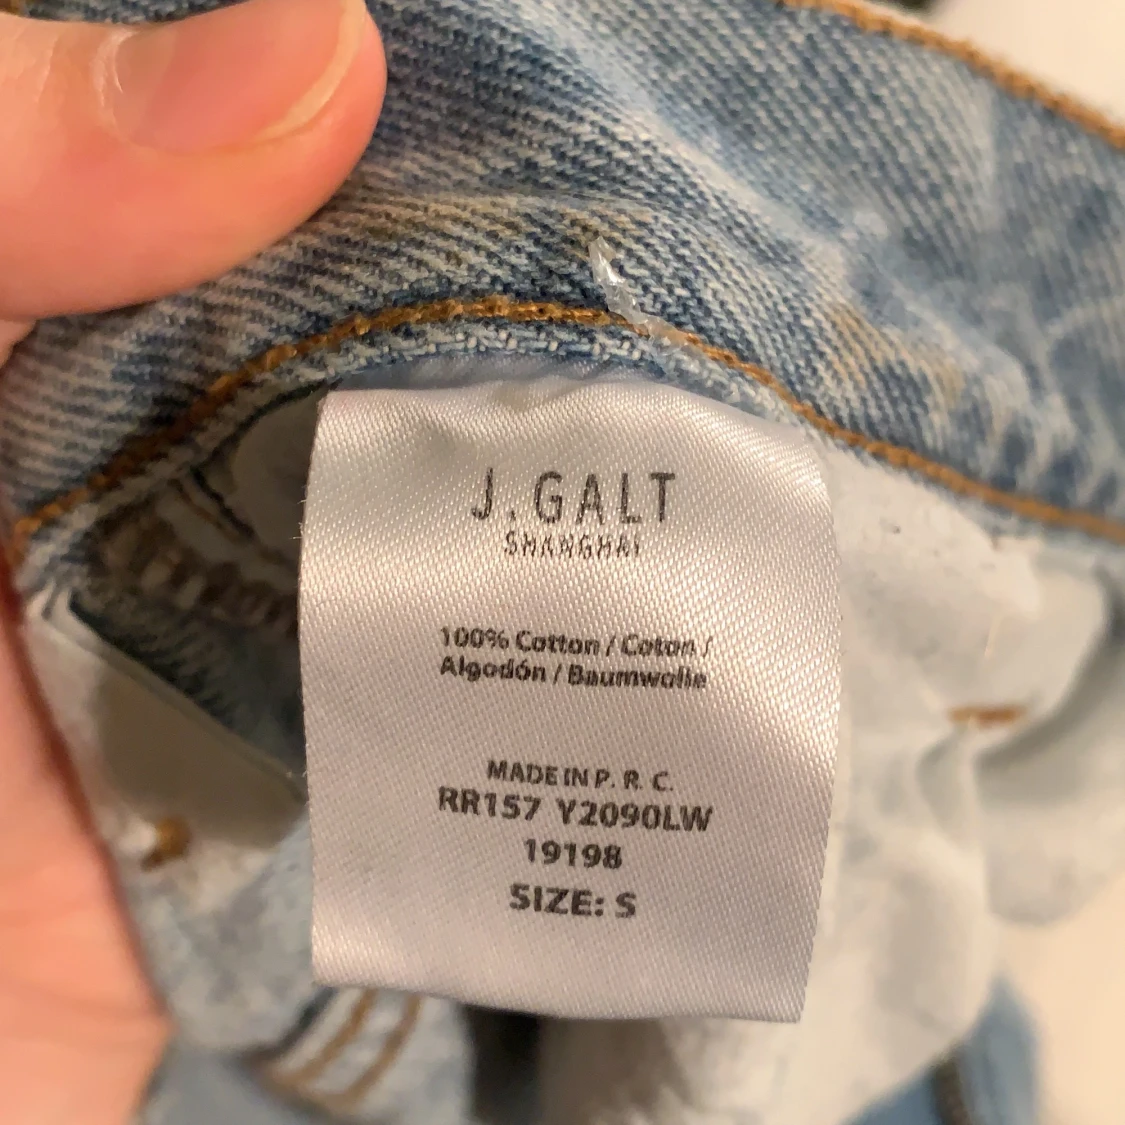 J.GALT
SHANGHAI
100% Cotton / Coton /
Algodón / Baumwolle
MADE IN P. R. C.
RR157 Y2090LW
19198
SIZE: S